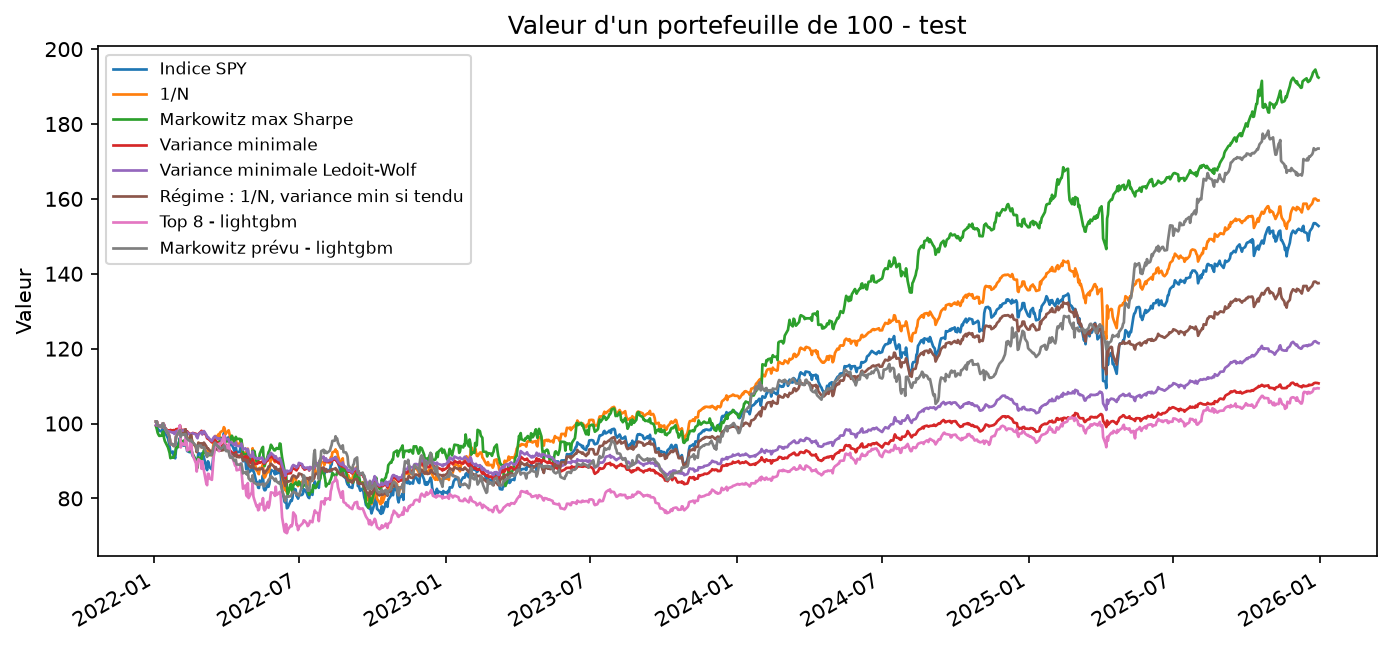 Valeur d'un portefeuille de 100 - test
200
180
160
140
120
100
80
Valeur
Indice SPY
1/N
Markowitz max Sharpe
Variance minimale
Variance minimale Ledoit-Wolf
Régime : 1/N, variance min si tendu
Top 8 - lightgbm
Markowitz prévu - lightgbm
2022-01
2022-07
2023-01
2023-07
2024-01
2024-07
2025-01
2025-07
2026-01